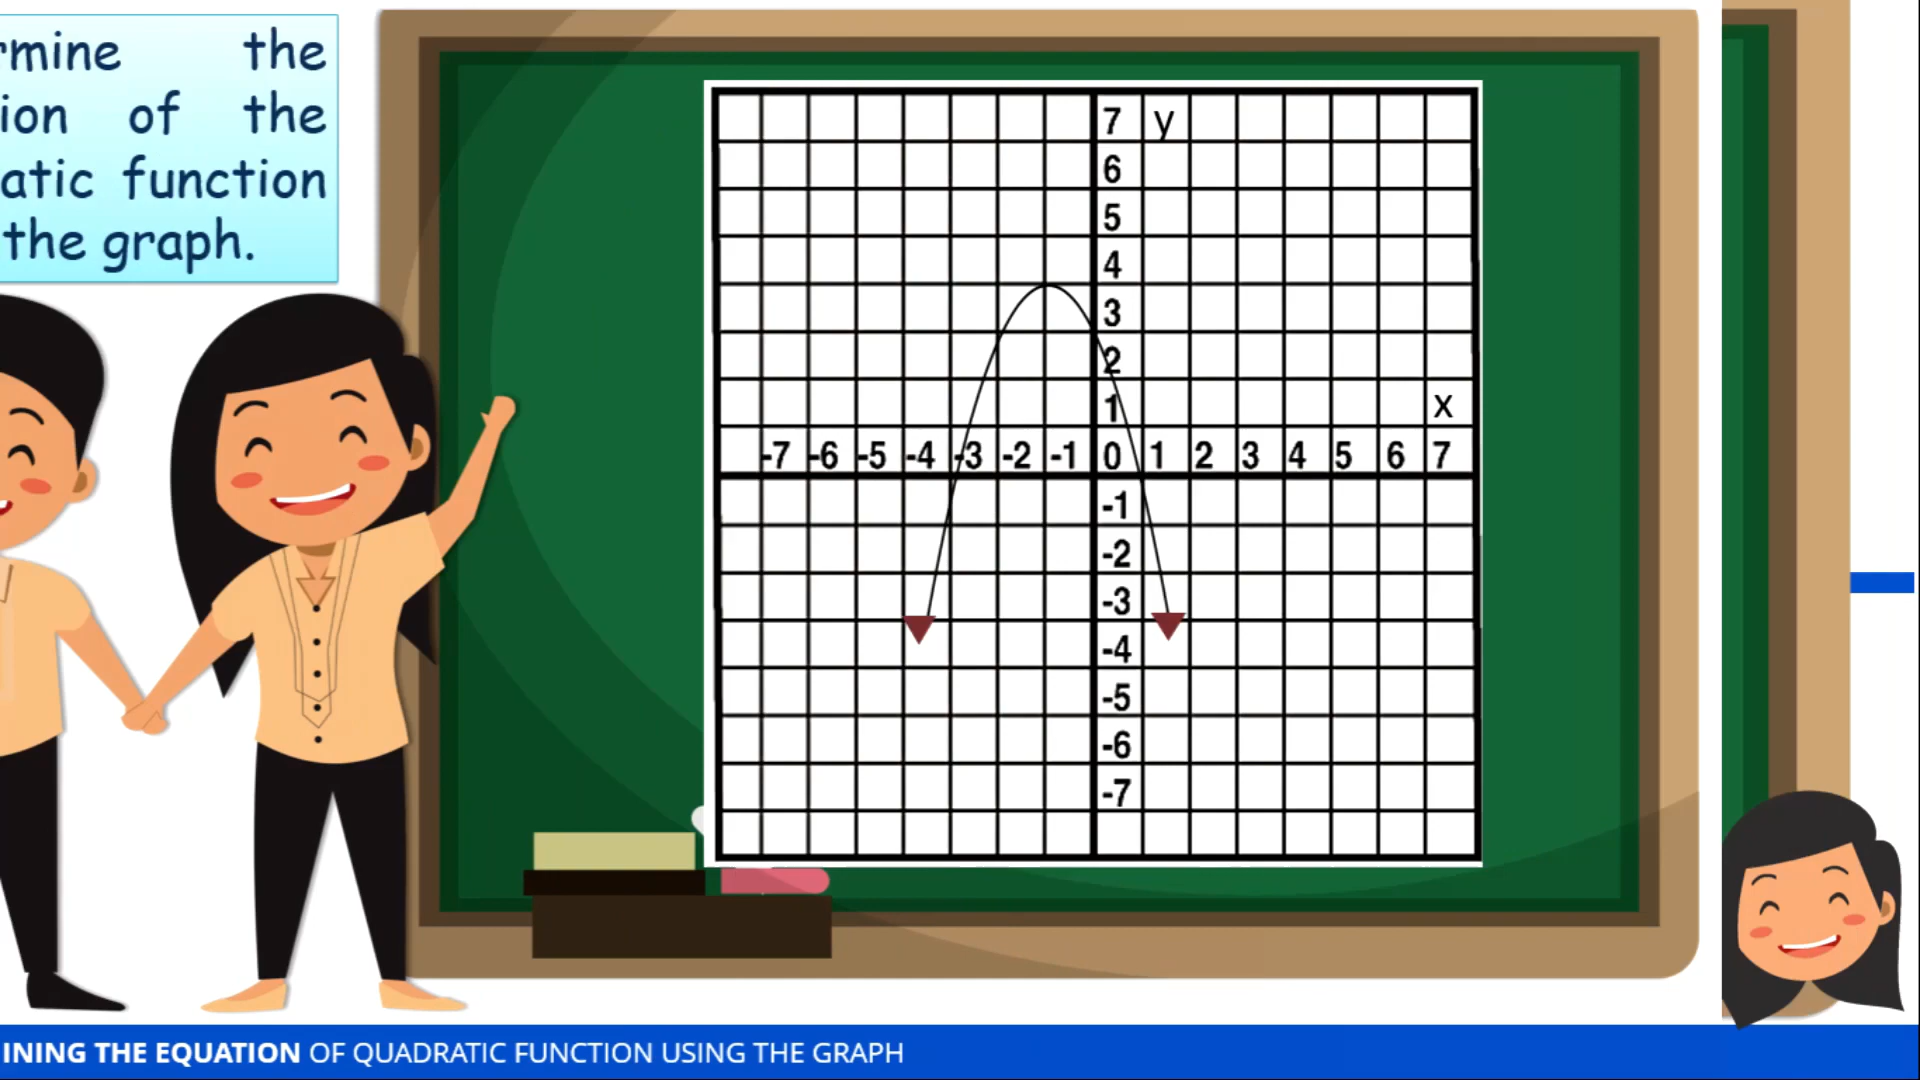 rmine the
ion of the
atic function
the graph.
7 y
6
5
4
3
2
1 x
-7 -6 -5 -4 -3 -2 -1 0 1 2 3 4 5 6 7
-1
-2
-3
-4
-5
-6
-7
INING THE EQUATION OF QUADRATIC FUNCTION USING THE GRAPH